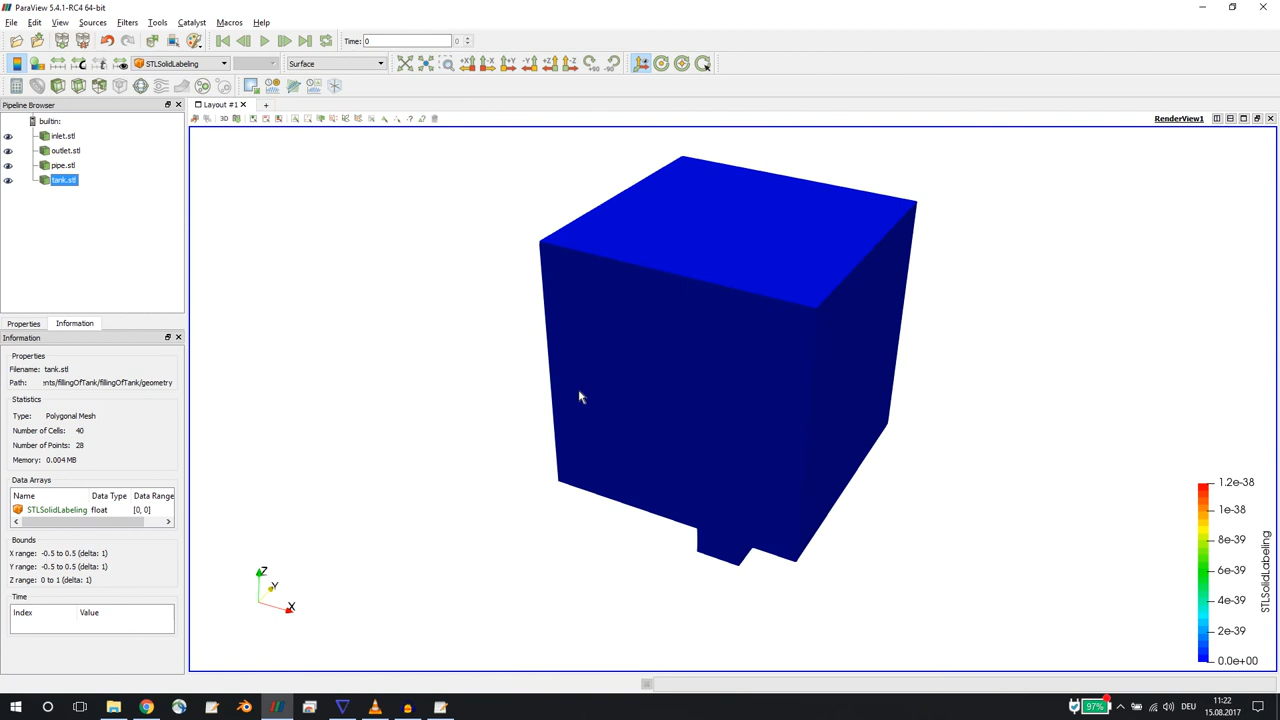 ParaView 5.4.1-RC4 64-bit
File Edit View Sources Filters Tools Catalyst Macros Help
Time: 0 0
STLSolidLabeling Surface
Pipeline Browser
Layout #1
builtin:
3D
RenderView1
inlet.stl
outlet.stl
pipe.stl
tank.stl
Properties Information
Information
Properties
Filename: tank.stl
Path: nts/fillingOfTank/fillingOfTank/geometry
Statistics
Type: Polygonal Mesh
Number of Cells: 40
Number of Points: 28
Memory: 0.004 MB
Data Arrays
Name Data Type Data Range
STLSolidLabeling float [0, 0]
Bounds
X range: -0.5 to 0.5 (delta: 1)
Y range: -0.5 to 0.5 (delta: 1)
Z range: 0 to 1 (delta: 1)
Time
Index Value
Z
Y
X
1.2e-38
1e-38
8e-39
6e-39
4e-39
2e-39
0.0e+00
STLSolidLabeling
97%
DEU
11:22
15.08.2017